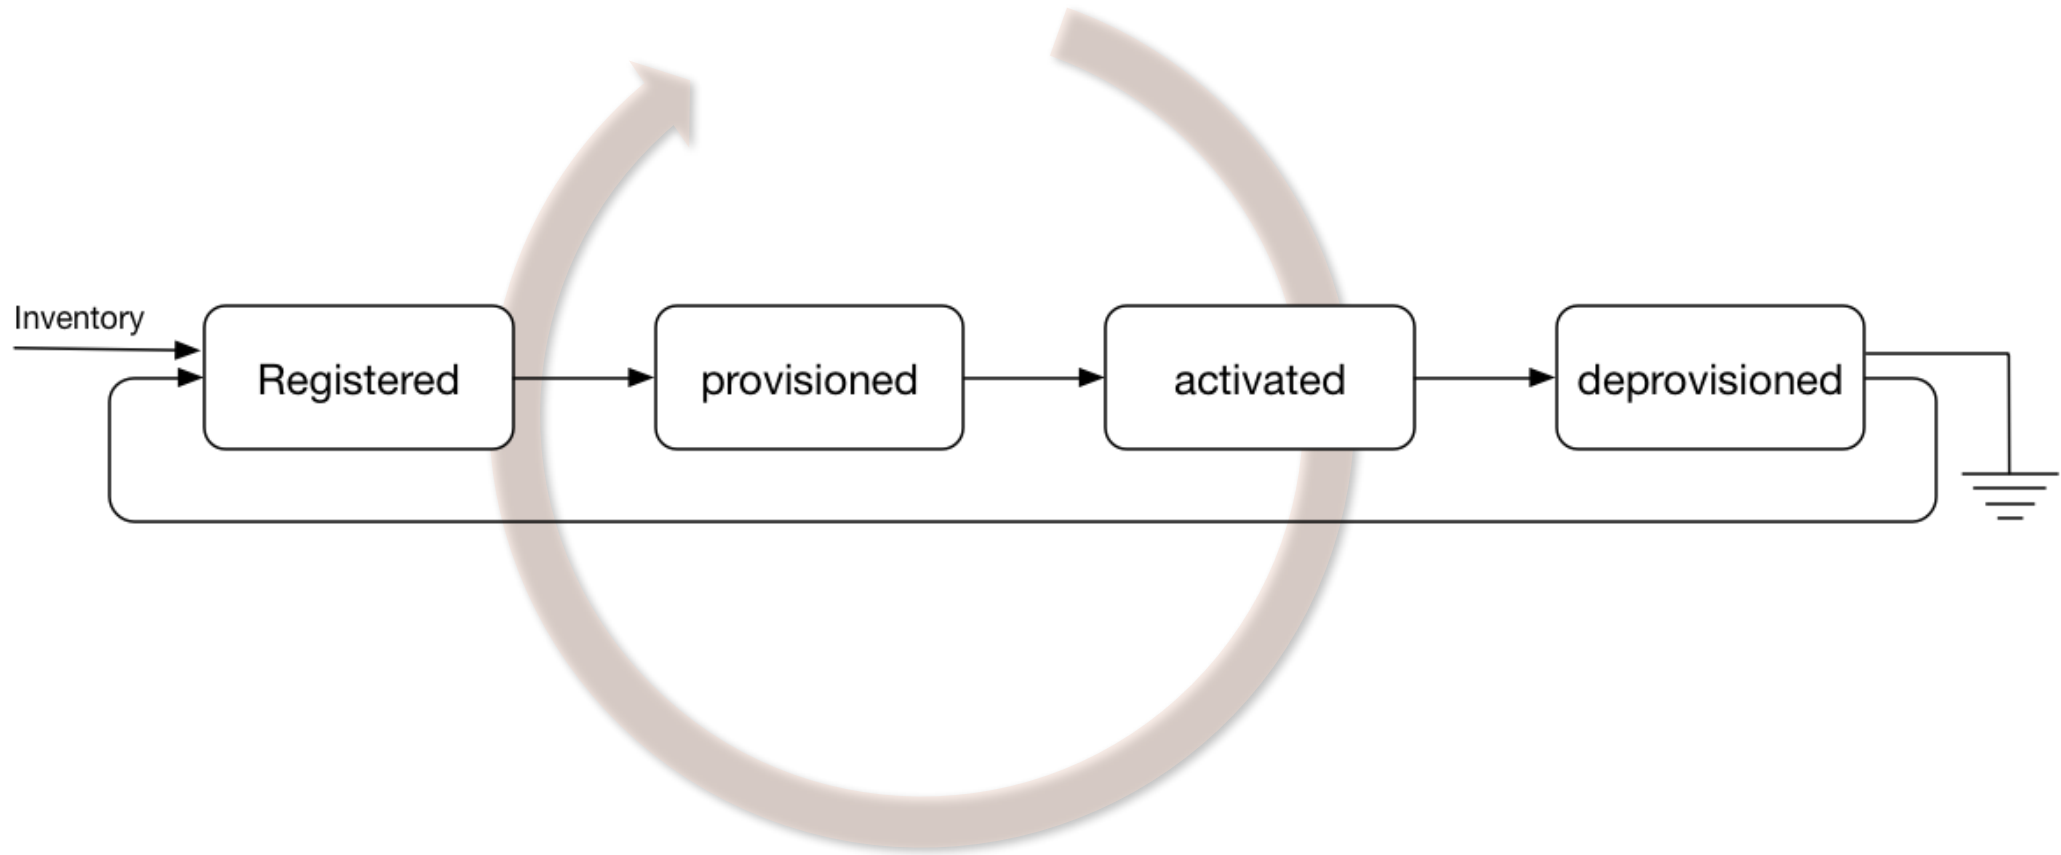 Inventory
Registered
provisioned
activated
deprovisioned